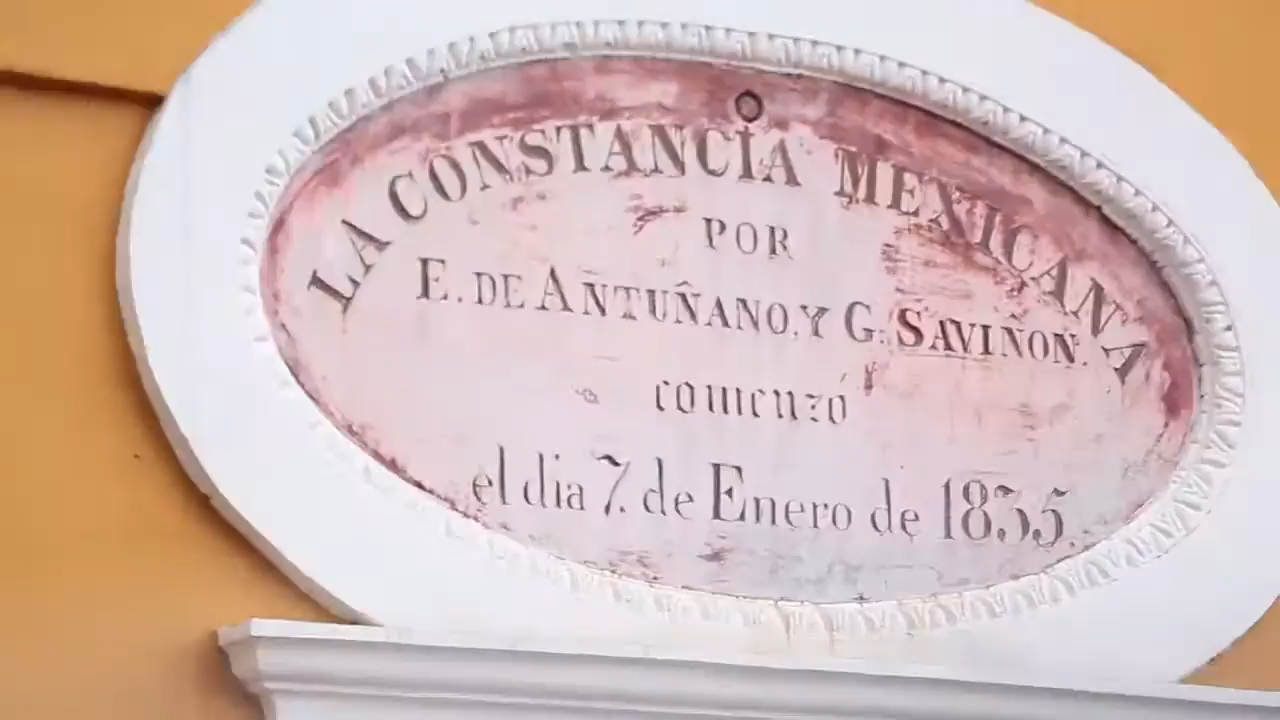 LA CONSTANCIA MEXICANA
POR
E. DE ANTUÑANO, Y G. SAVIÑON.
comenzó
el dia 7. de Enero de 1835.